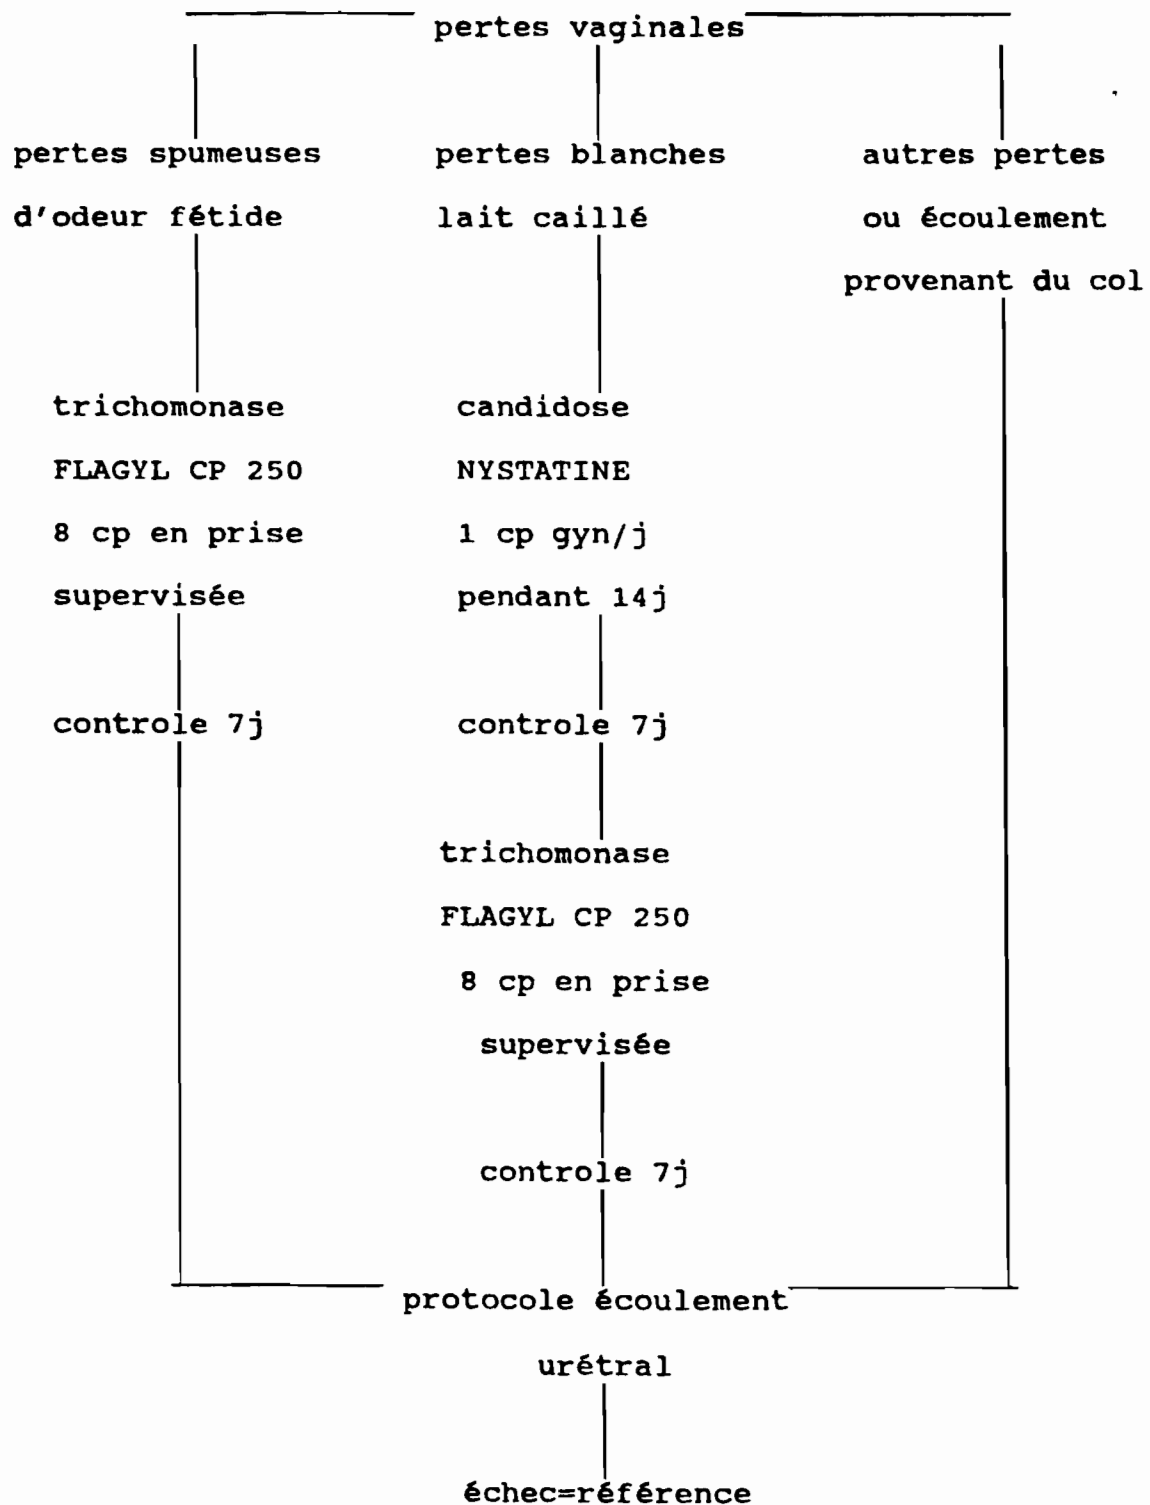 pertes vaginales
pertes spumeuses
d'odeur fétide
pertes blanches
lait caillé
autres pertes
ou écoulement
provenant du col
trichomonase
FLAGYL CP 250
8 cp en prise
supervisée
controle 7j
candidose
NYSTATINE
1 cp gyn/j
pendant 14j
controle 7j
trichomonase
FLAGYL CP 250
8 cp en prise
supervisée
controle 7j
protocole écoulement
urétral
échec=référence